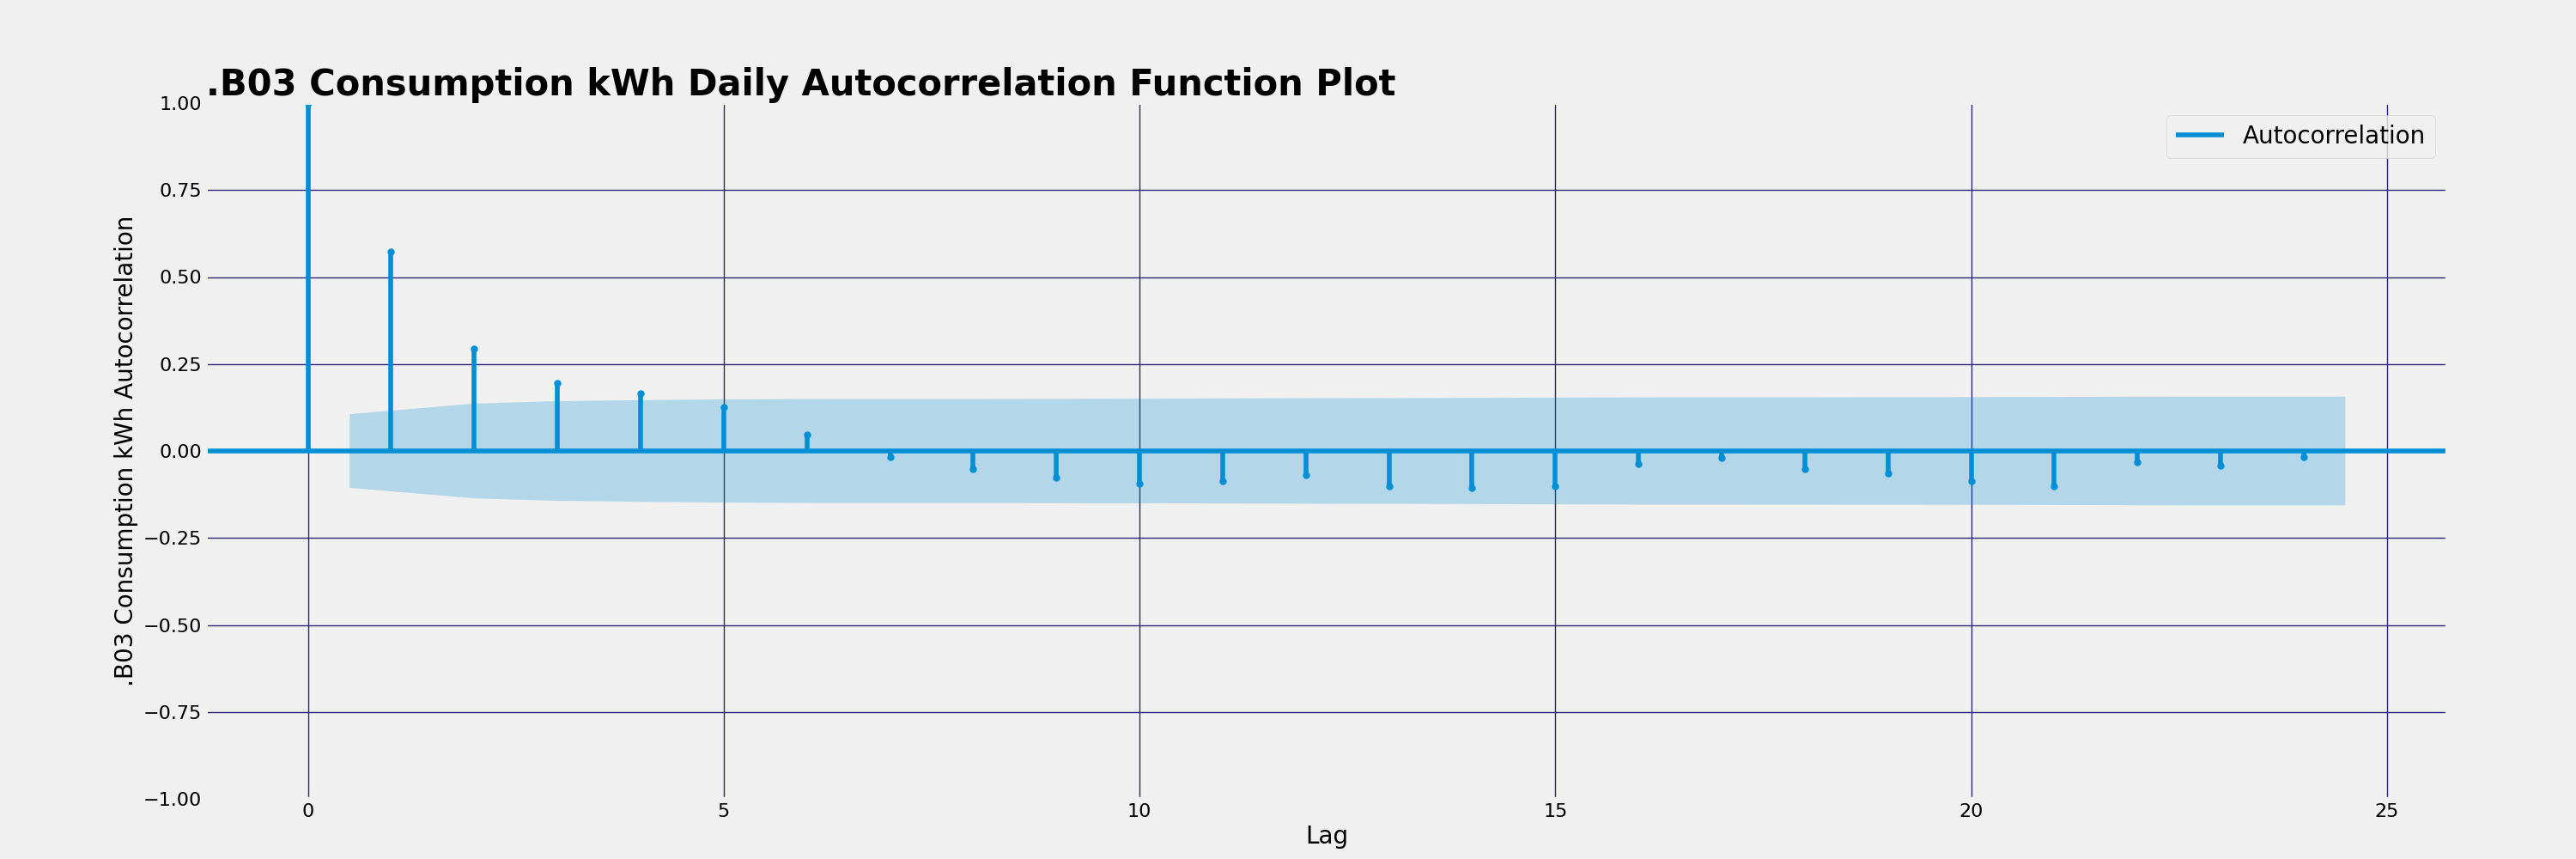 .B03 Consumption kWh Daily Autocorrelation Function Plot
Autocorrelation
.B03 Consumption kWh Autocorrelation
1.00
0.75
0.50
0.25
0.00
−0.25
−0.50
−0.75
−1.00
0 5 10 15 20 25
Lag